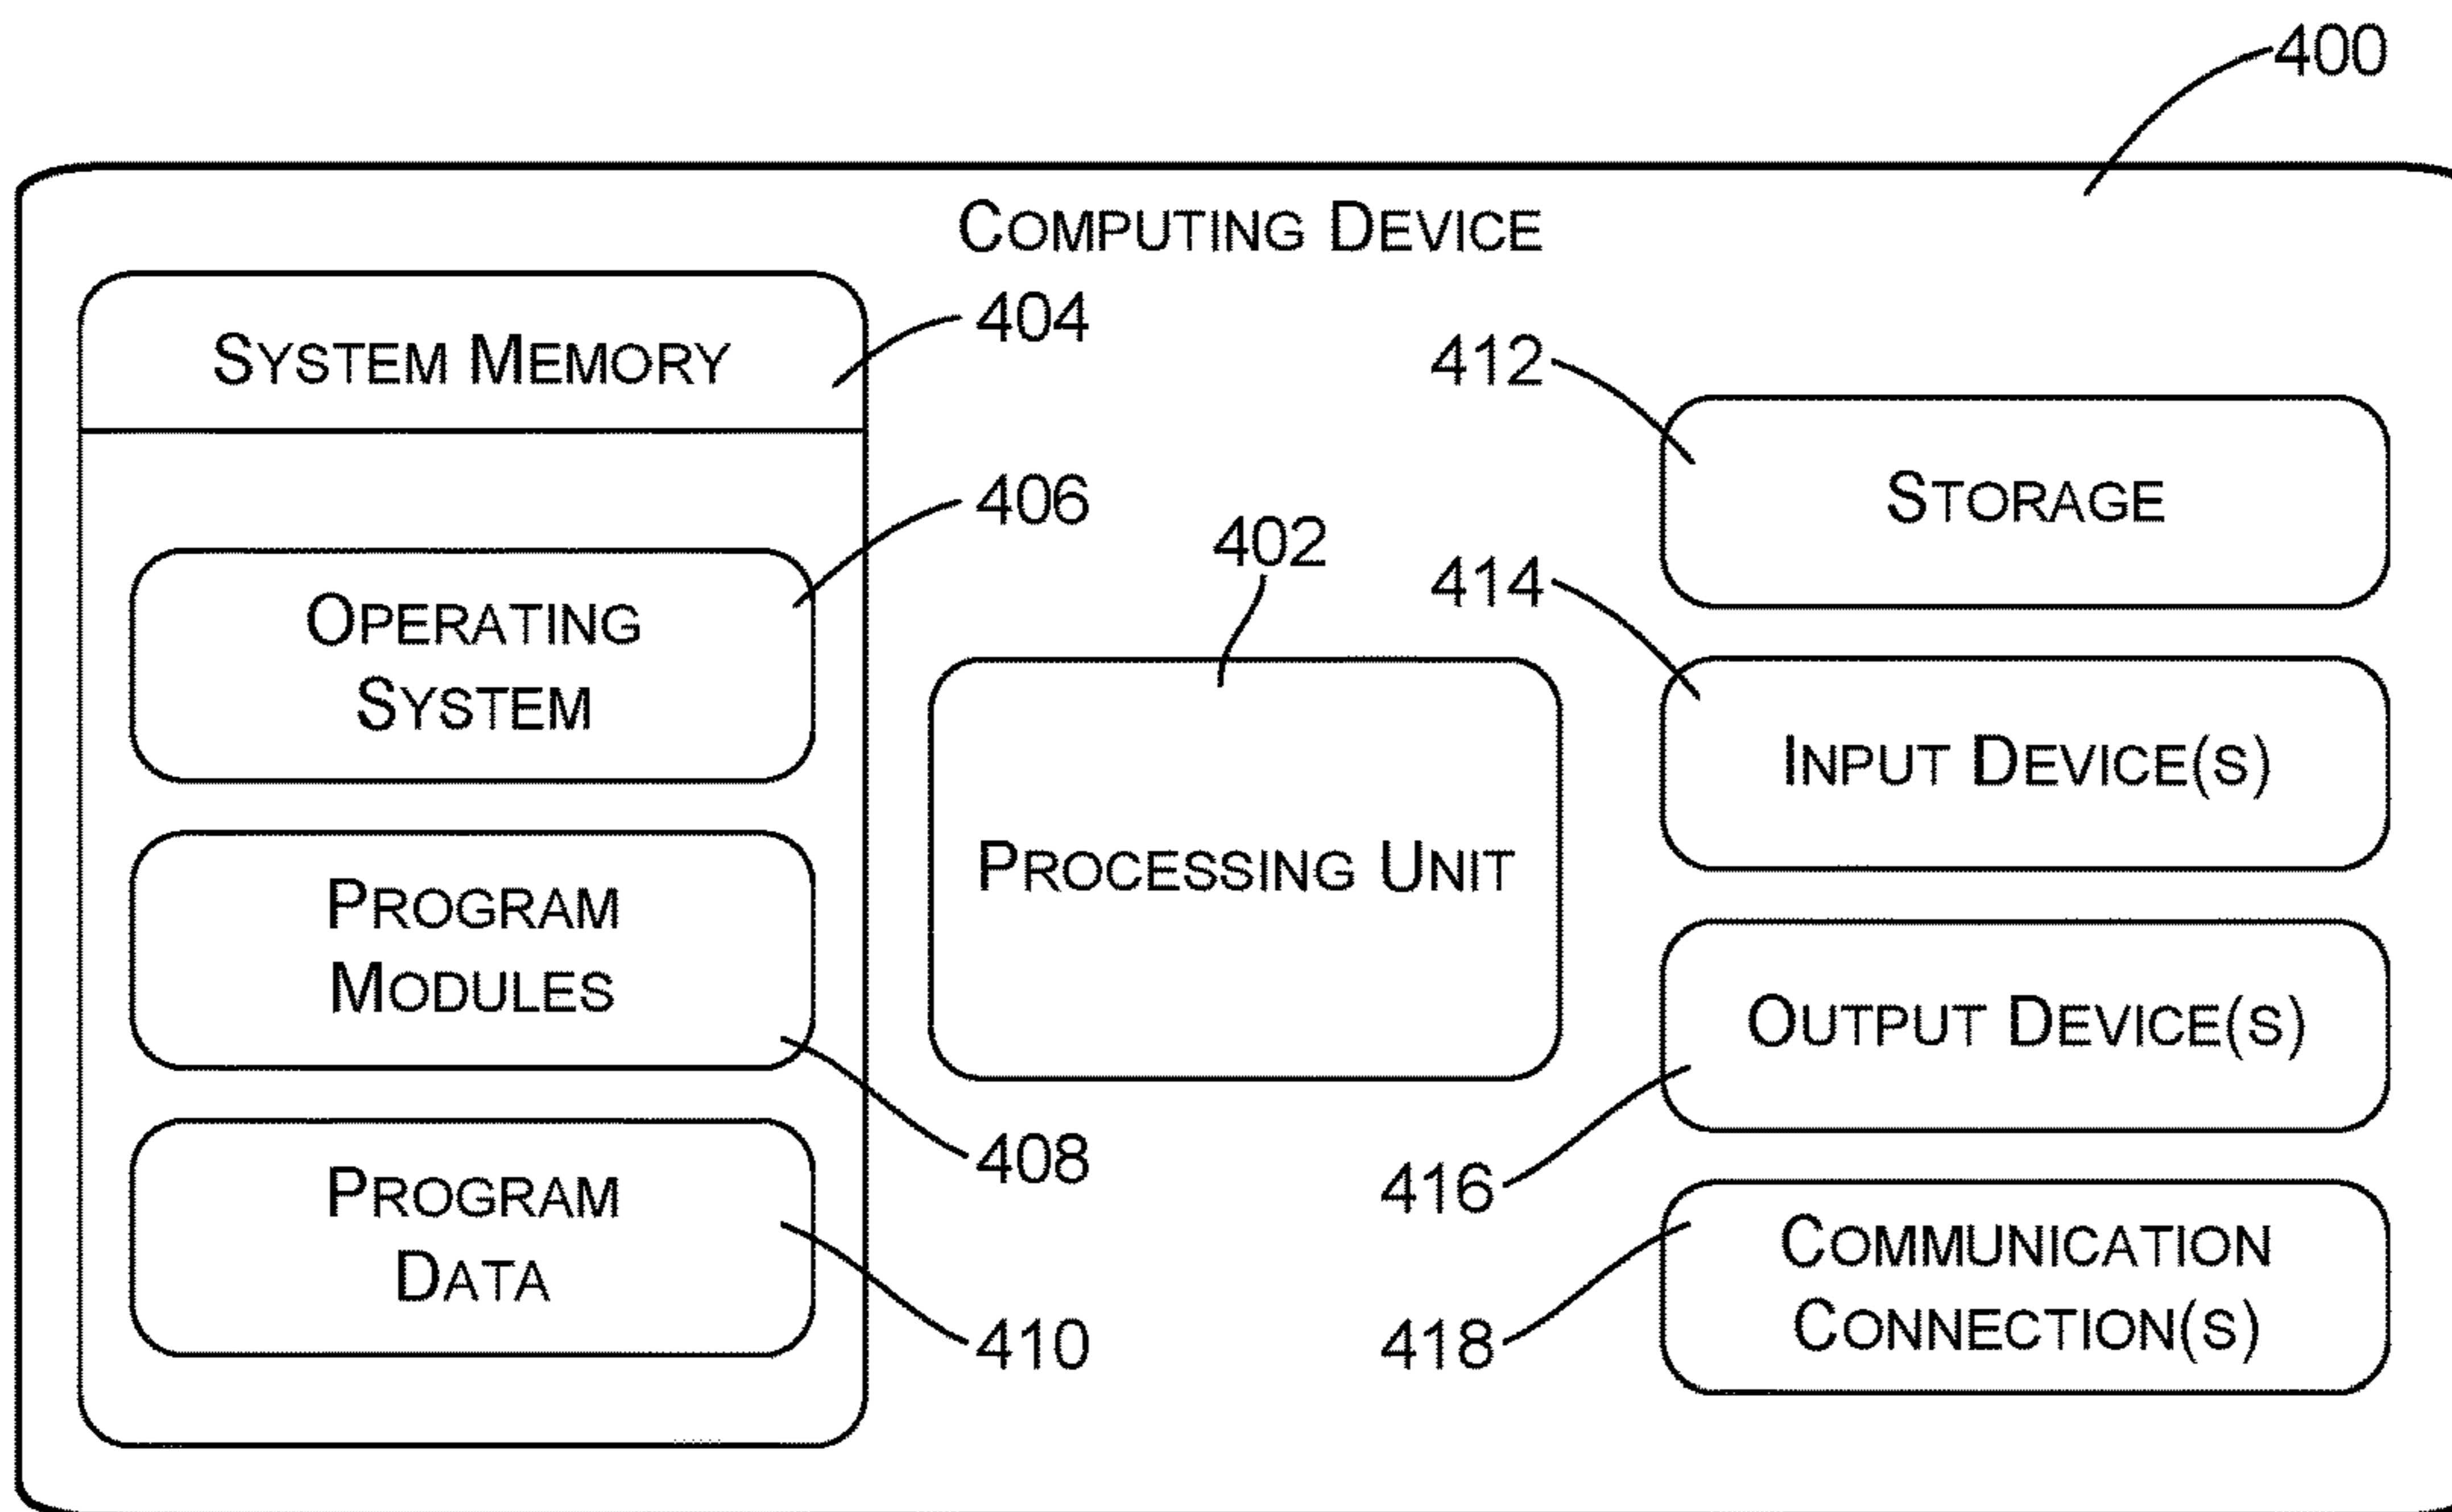 400
COMPUTING DEVICE
SYSTEM MEMORY
404
OPERATING
SYSTEM
406
PROGRAM
MODULES
408
PROGRAM
DATA
410
402
PROCESSING UNIT
412
STORAGE
414
INPUT DEVICE(S)
OUTPUT DEVICE(S)
416
COMMUNICATION
CONNECTION(S)
418